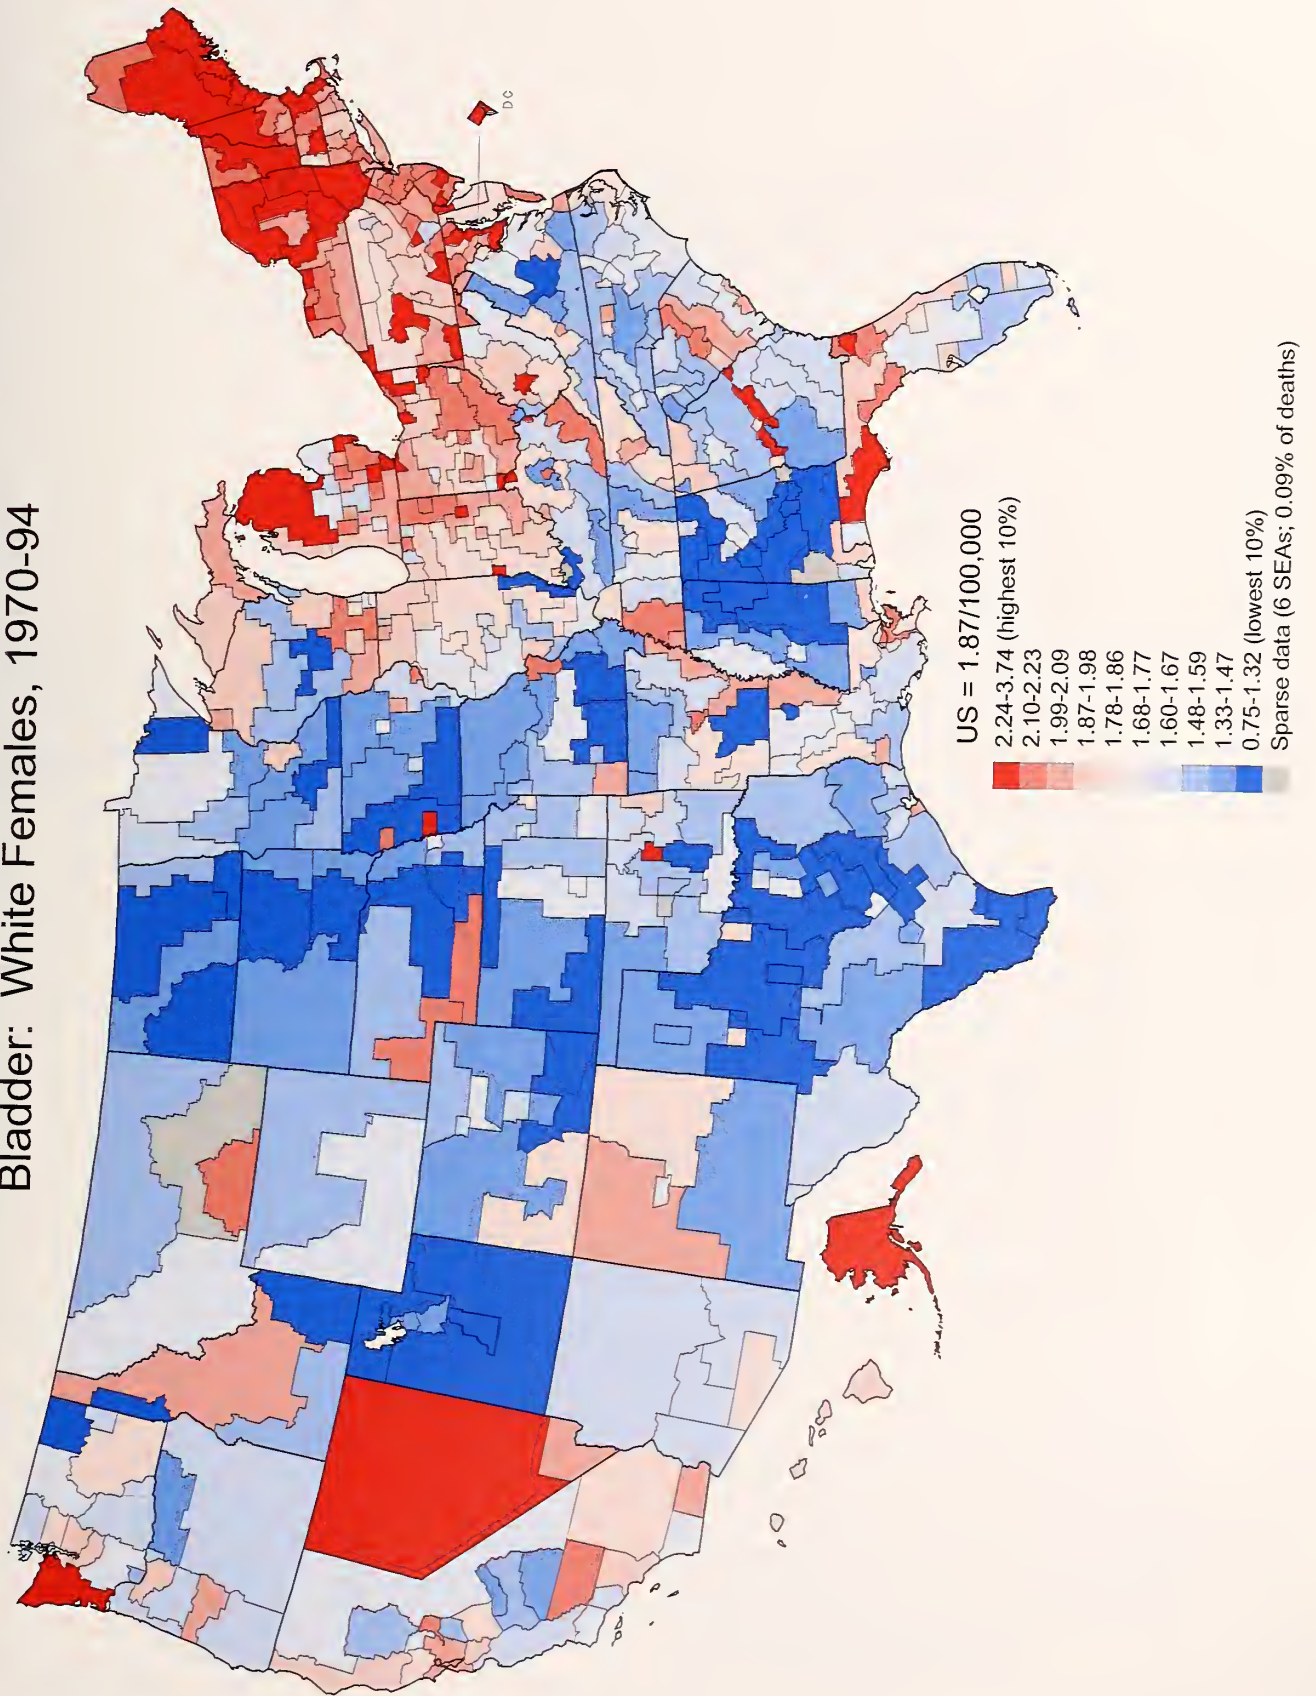 Bladder: White Females, 1970-94
DC
US = 1.87/100,000
2.24-3.74 (highest 10%)
2.10-2.23
1.99-2.09
1.87-1.98
1.78-1.86
1.68-1.77
1.60-1.67
1.48-1.59
1.33-1.47
0.75-1.32 (lowest 10%)
Sparse data (6 SEAs; 0.09% of deaths)